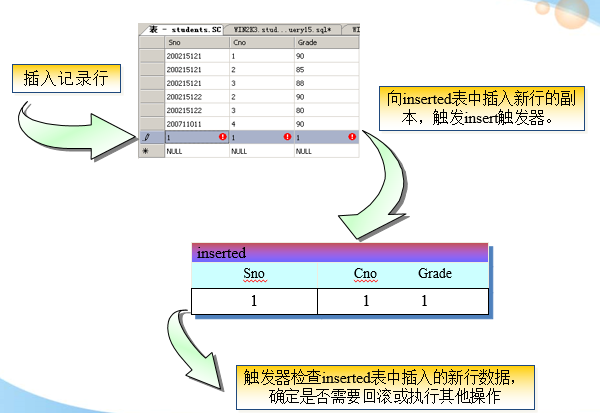 表 - students.SC WIN2K3.stud...uery15.sql* WI
Sno Cno Grade
200215121 1 90
200215121 2 85
200215121 3 88
200215122 2 90
200215122 3 80
200711011 4 90
1 1 1
NULL NULL NULL
插入记录行
向inserted表中插入新行的副
本，触发insert触发器。
inserted
Sno Cno Grade
1 1 1
触发器检查inserted表中插入的新行数据，
确定是否需要回滚或执行其他操作